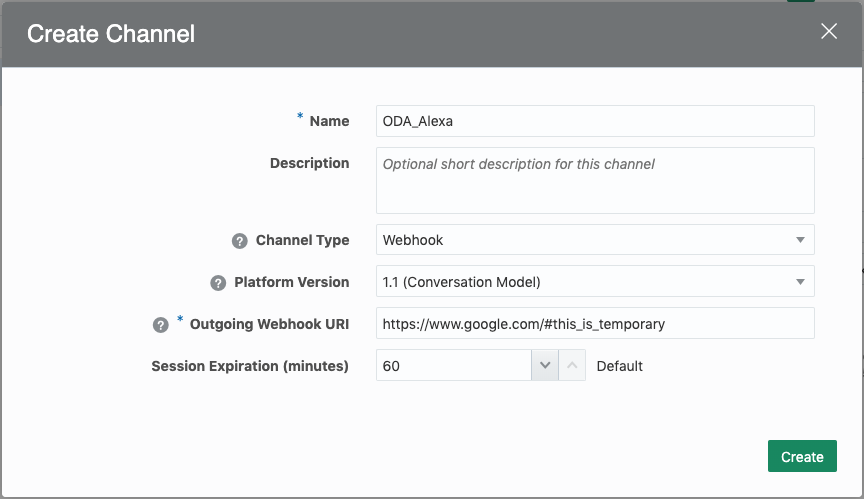 Create Channel
* Name ODA_Alexa
Description Optional short description for this channel
? Channel Type Webhook
? Platform Version 1.1 (Conversation Model)
? * Outgoing Webhook URI https://www.google.com/#this_is_temporary
Session Expiration (minutes) 60 Default
Create